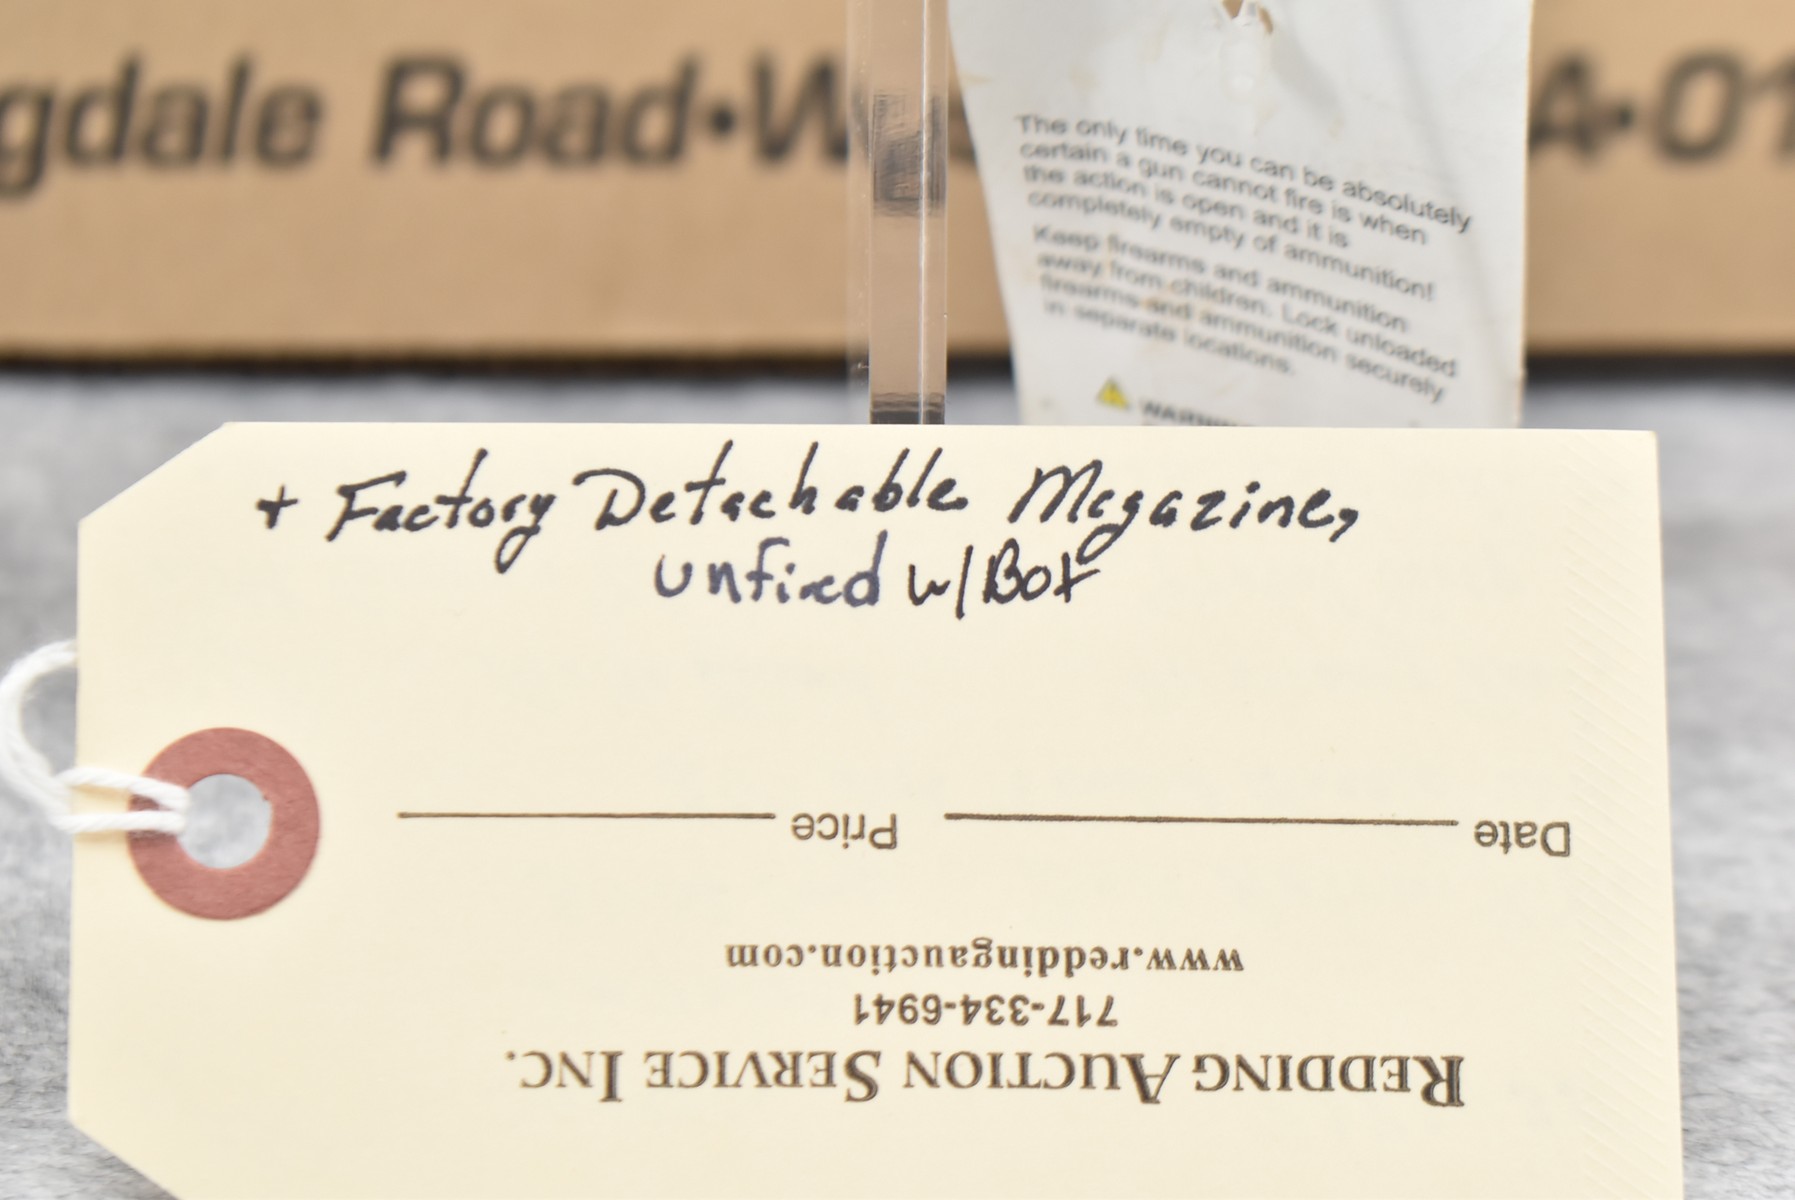 gdale Road•W
A•01
The only time you can be absolutely
certain a gun cannot fire is when
the action is open and it is
completely empty of ammunition!
Keep firearms and ammunition
away from children. Lock unloaded
firearms and ammunition securely
in separate locations.
WARNING
+ Factory Detachable Magazine,
unfired w/Box
Date Price
www.reddingauction.com
717-334-6941
REDDING AUCTION SERVICE INC.